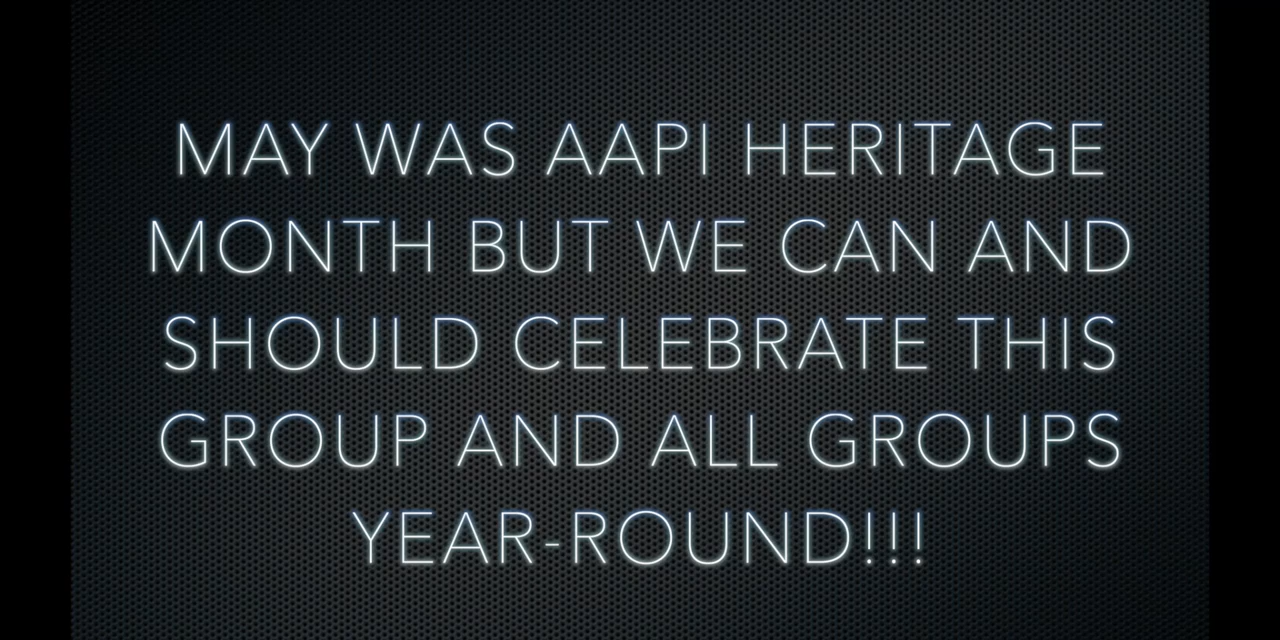 MAY WAS AAPI HERITAGE
MONTH BUT WE CAN AND
SHOULD CELEBRATE THIS
GROUP AND ALL GROUPS
YEAR-ROUND!!!